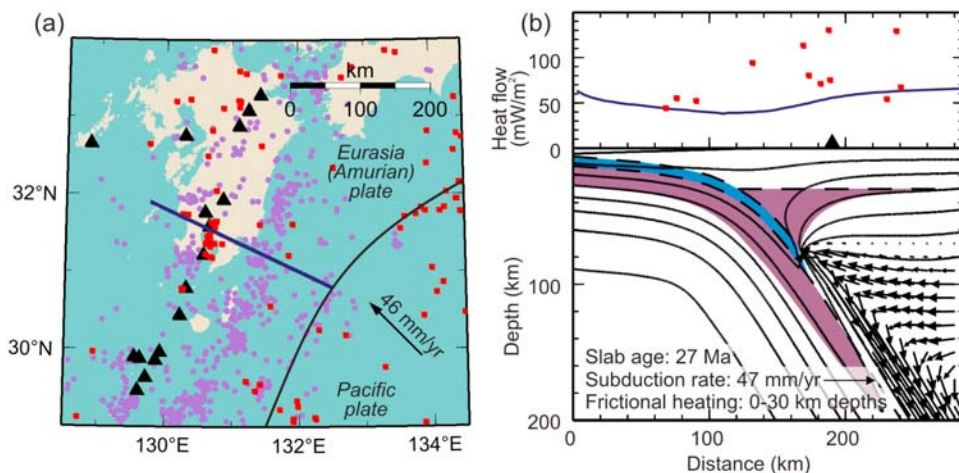 (a)
km
0 100 200
Eurasia
(Amurian)
plate
46 mm/yr
Pacific
plate
32°N
30°N
130°E
132°E
134°E
(b)
Heat flow
(mW/m²)
100
50
0
Depth (km)
0
100
200
Slab age: 27 Ma
Subduction rate: 47 mm/yr
Frictional heating: 0-30 km depths
0
100
200
Distance (km)